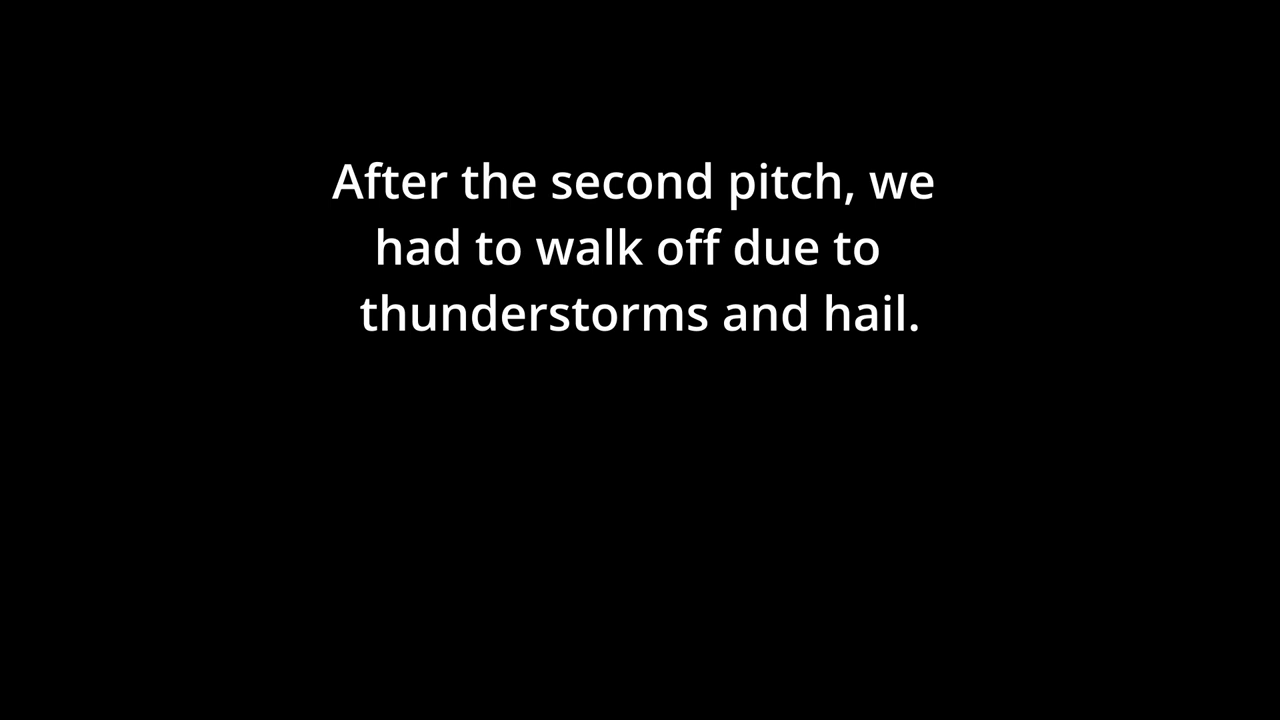 After the second pitch, we
had to walk off due to
thunderstorms and hail.